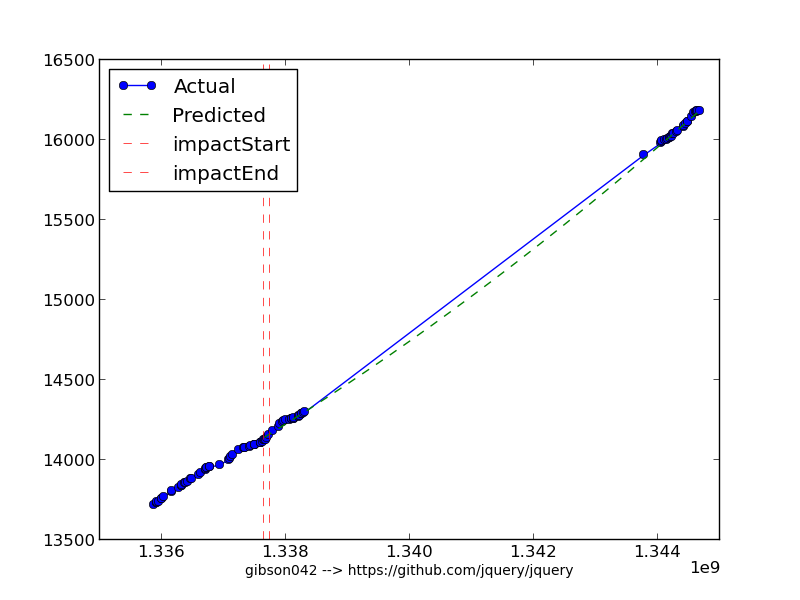 16500
16000
15500
15000
14500
14000
13500
Actual
Predicted
impactStart
impactEnd
1.336 1.338 1.340 1.342 1.344
1e9
gibson042 --> https://github.com/jquery/jquery